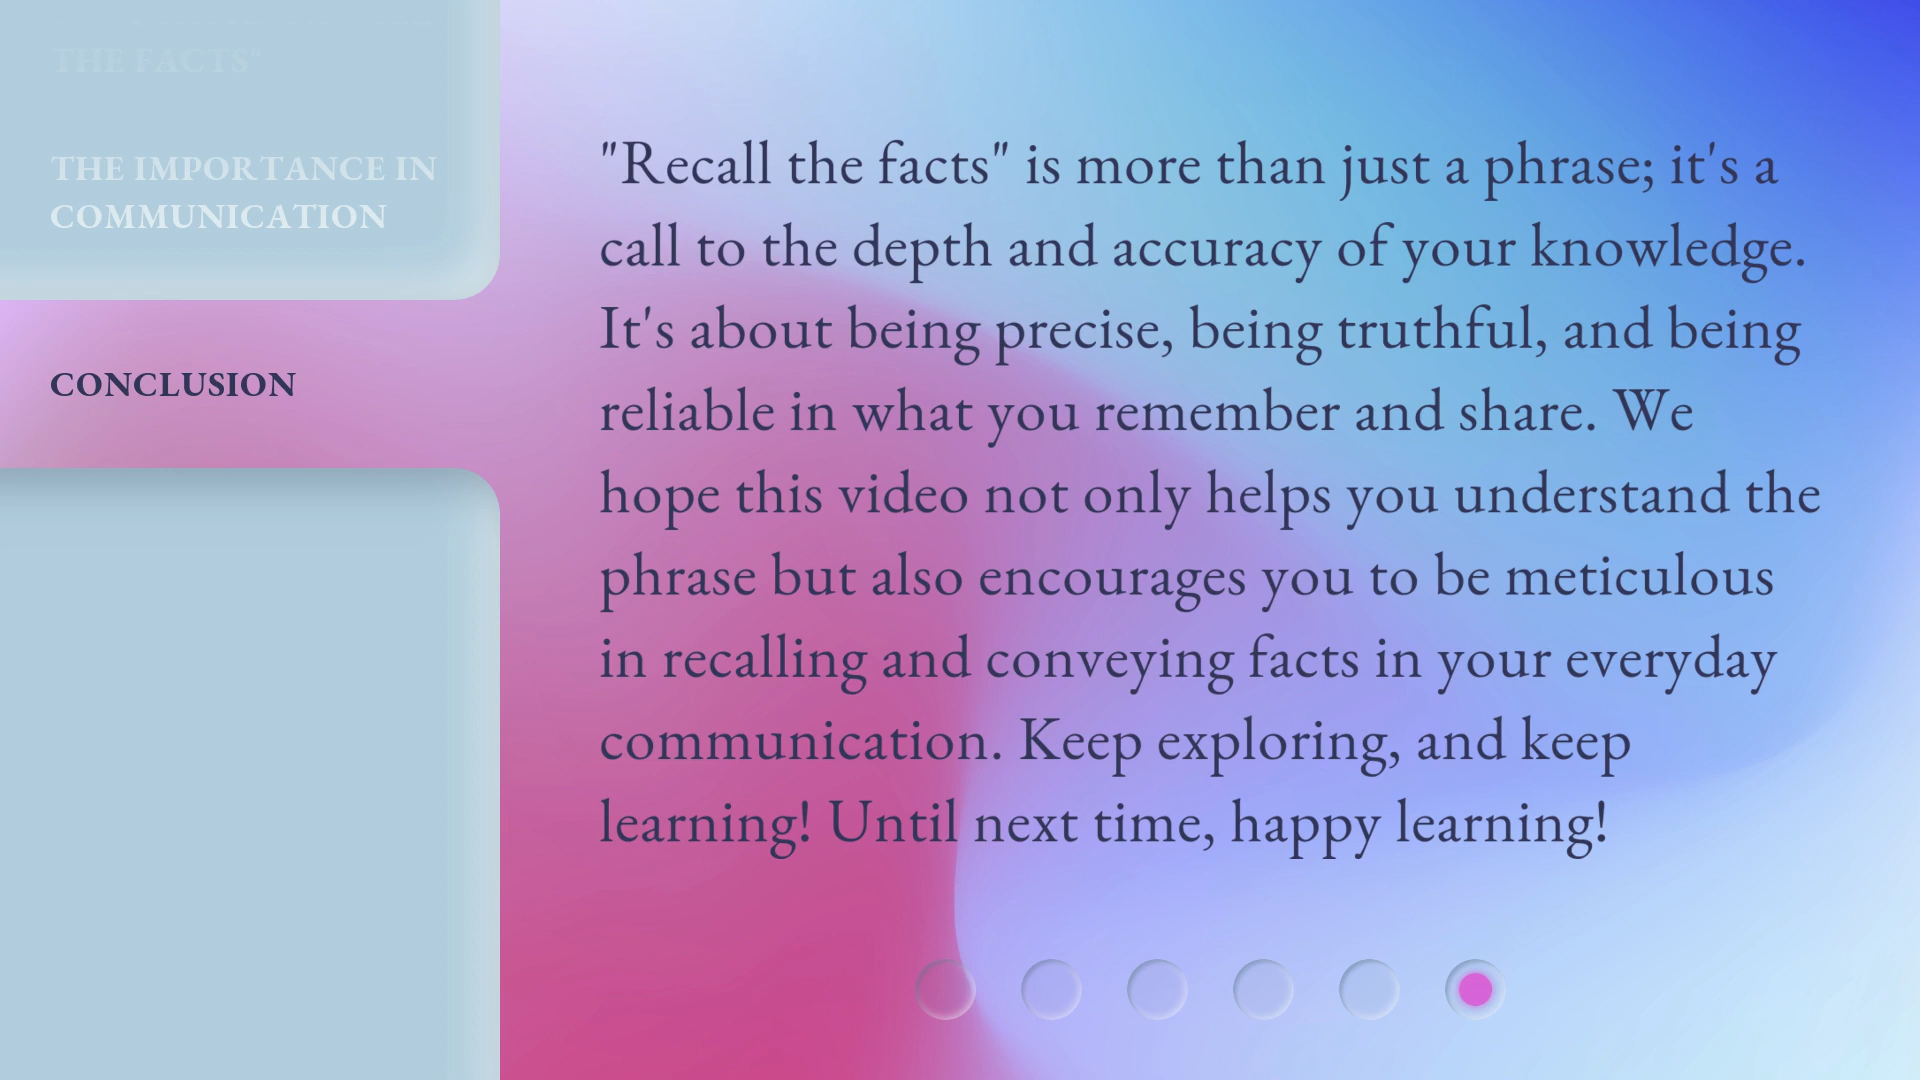 THE FACTS"
THE IMPORTANCE IN
COMMUNICATION
CONCLUSION
"Recall the facts" is more than just a phrase; it's a
call to the depth and accuracy of your knowledge.
It's about being precise, being truthful, and being
reliable in what you remember and share. We
hope this video not only helps you understand the
phrase but also encourages you to be meticulous
in recalling and conveying facts in your everyday
communication. Keep exploring, and keep
learning! Until next time, happy learning!